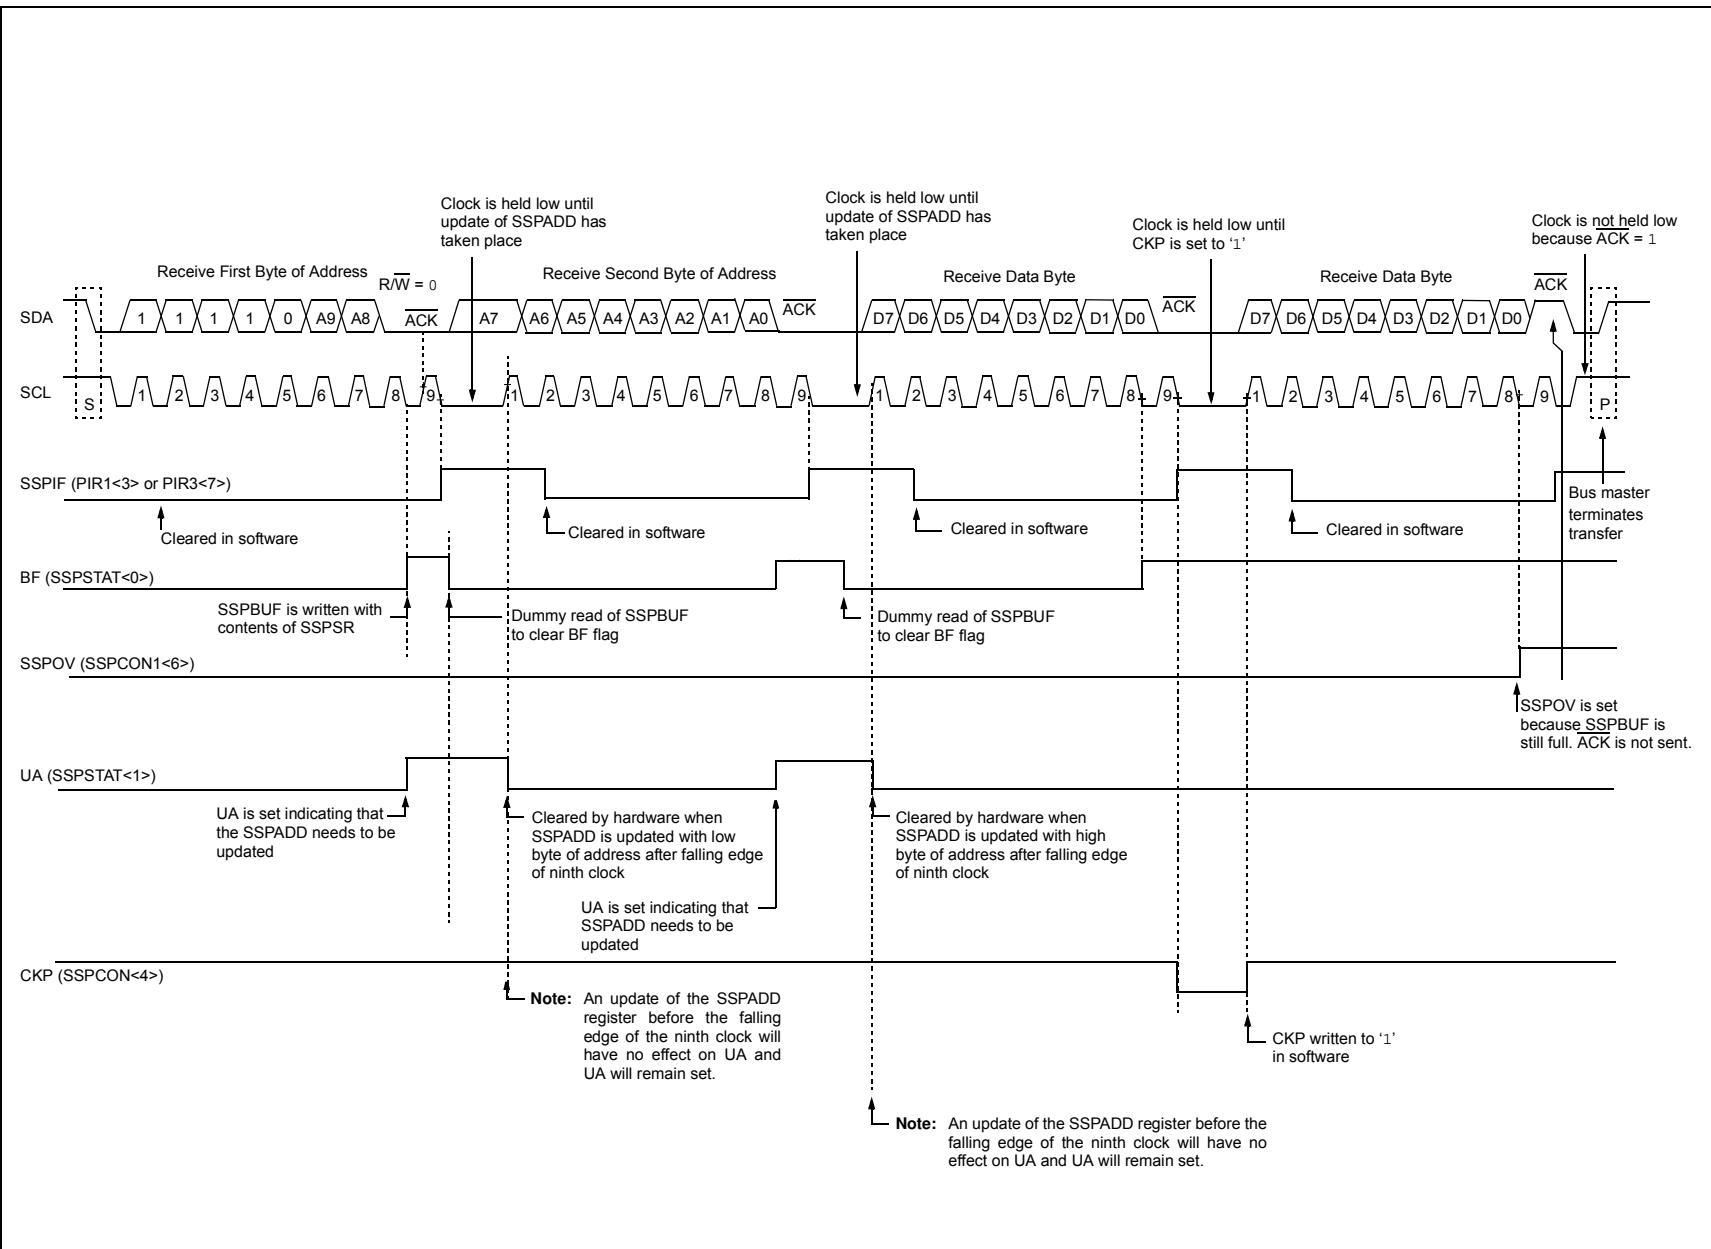 Clock is held low until
update of SSPADD has
taken place
Clock is held low until
update of SSPADD has
taken place
Clock is held low until
CKP is set to ‘1’
Clock is not held low
because ACK = 1
Receive First Byte of Address
R/W = 0
Receive Second Byte of Address
Receive Data Byte
Receive Data Byte
SDA
1 1 1 1 0 A9 A8 ACK A7 A6 A5 A4 A3 A2 A1 A0 ACK D7 D6 D5 D4 D3 D2 D1 D0 ACK D7 D6 D5 D4 D3 D2 D1 D0 ACK
SCL
S 1 2 3 4 5 6 7 8 9 1 2 3 4 5 6 7 8 9 1 2 3 4 5 6 7 8 9 1 2 3 4 5 6 7 8 9 P
SSPIF (PIR1<3> or PIR3<7>)
Cleared in software
Cleared in software
Cleared in software
Cleared in software
Bus master
terminates
transfer
BF (SSPSTAT<0>)
SSPBUF is written with
contents of SSPSR
Dummy read of SSPBUF
to clear BF flag
Dummy read of SSPBUF
to clear BF flag
SSPOV (SSPCON1<6>)
SSPOV is set
because SSPBUF is
still full. ACK is not sent.
UA (SSPSTAT<1>)
UA is set indicating that
the SSPADD needs to be
updated
Cleared by hardware when
SSPADD is updated with low
byte of address after falling edge
of ninth clock
Cleared by hardware when
SSPADD is updated with high
byte of address after falling edge
of ninth clock
UA is set indicating that
SSPADD needs to be
updated
CKP (SSPCON<4>)
Note: An update of the SSPADD
register before the falling
edge of the ninth clock will
have no effect on UA and
UA will remain set.
CKP written to ‘1’
in software
Note: An update of the SSPADD register before the
falling edge of the ninth clock will have no
effect on UA and UA will remain set.